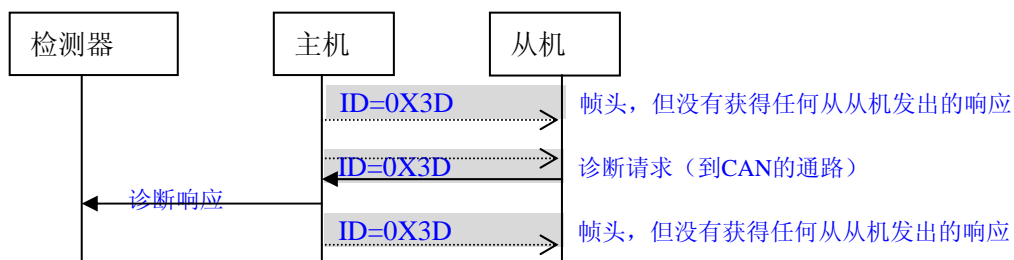 检测器 主机 从机
ID=0X3D 帧头，但没有获得任何从从机发出的响应
ID=0X3D 诊断请求（到CAN的通路）
诊断响应
ID=0X3D 帧头，但没有获得任何从从机发出的响应